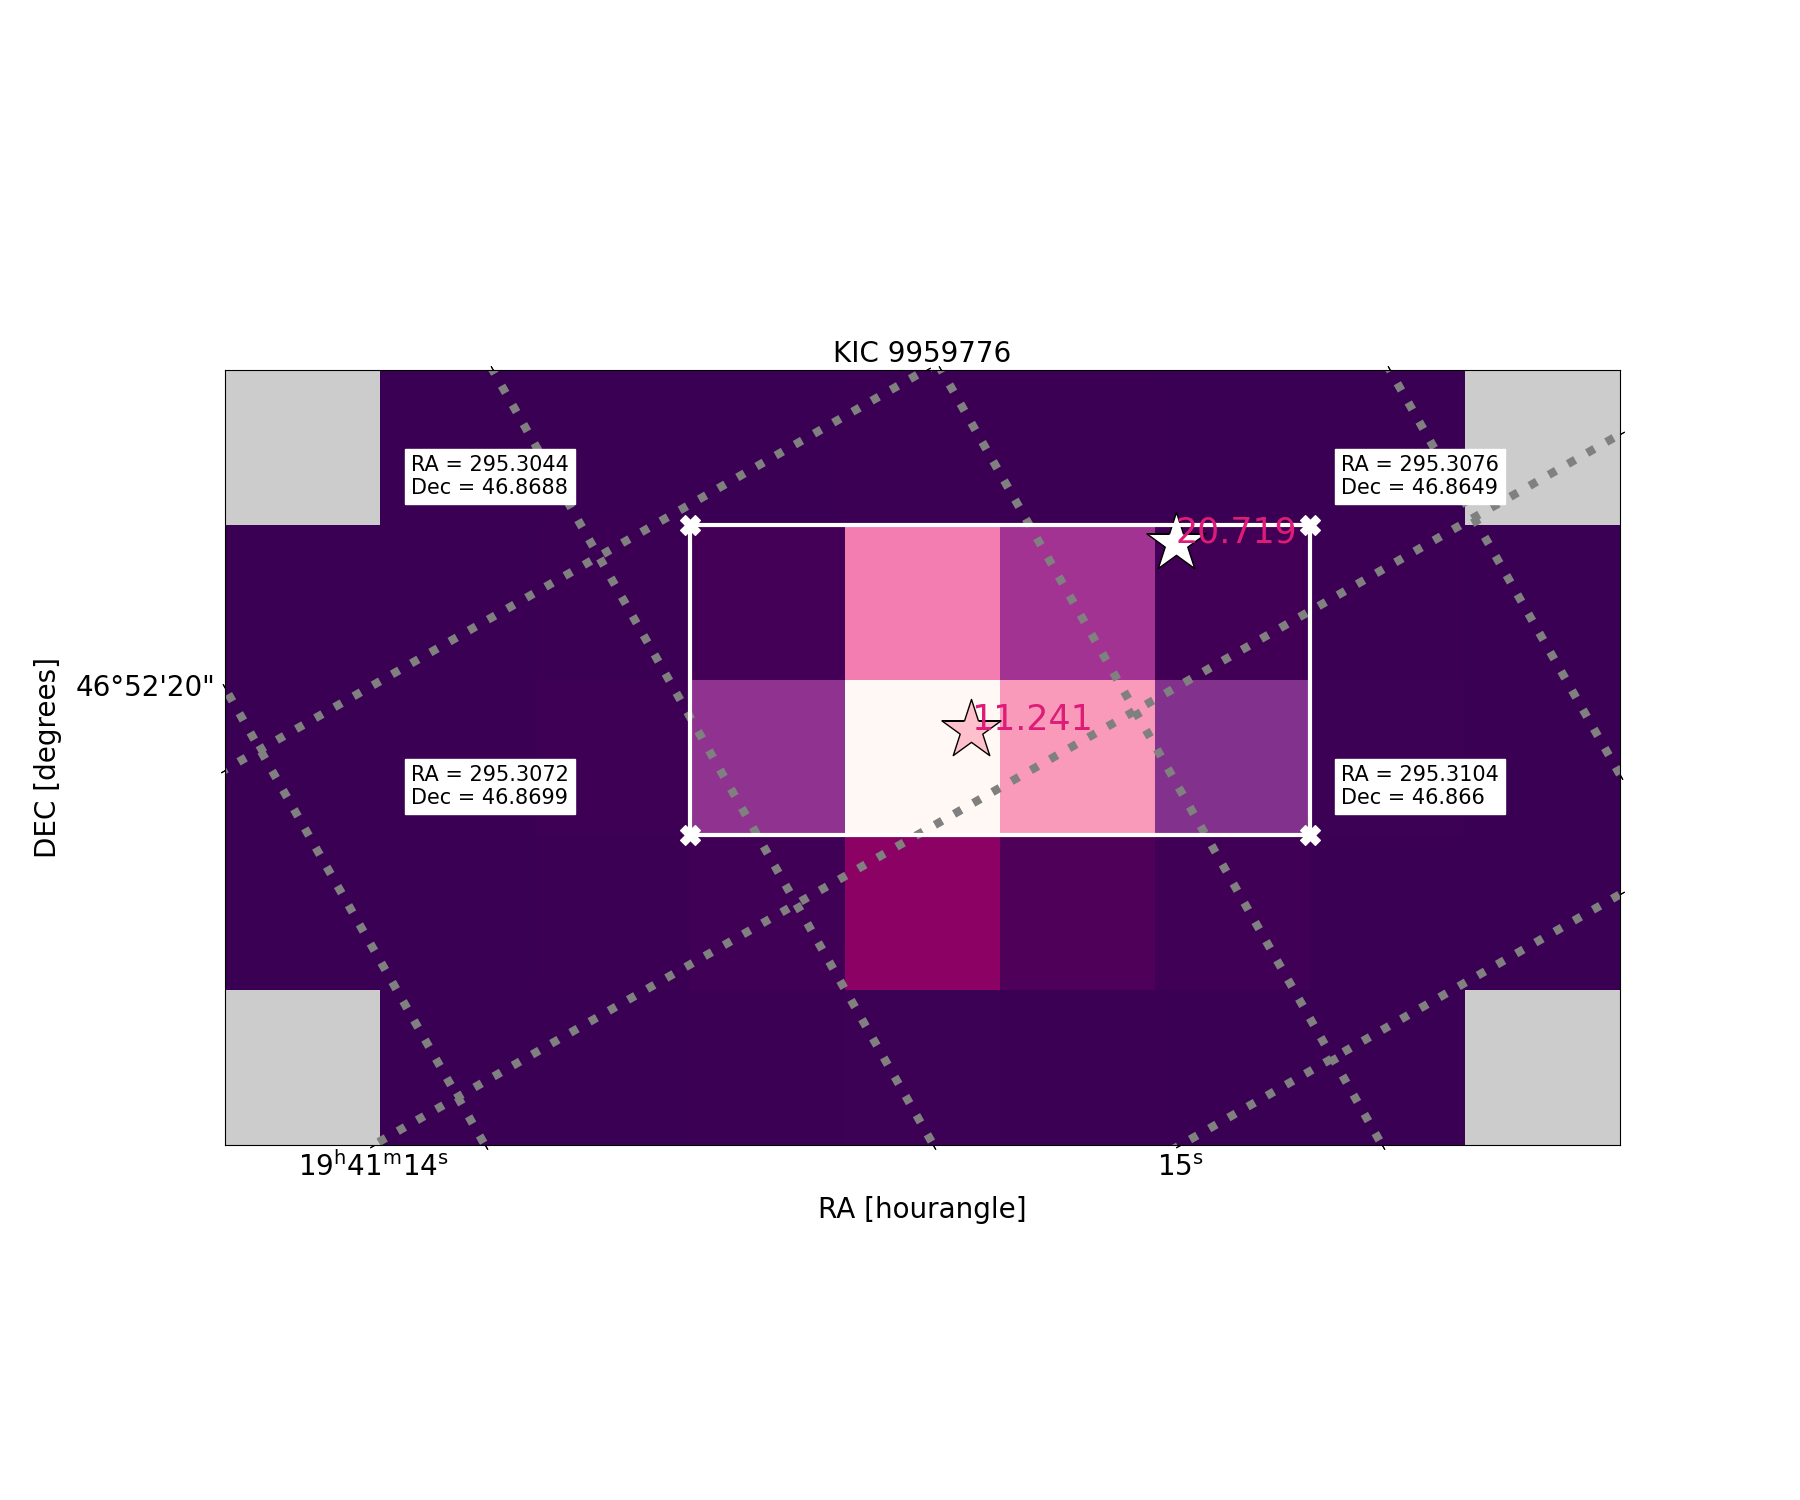 KIC 9959776
RA = 295.3044
Dec = 46.8688
RA = 295.3076
Dec = 46.8649
20.719
46°52'20"
11.241
RA = 295.3072
Dec = 46.8699
RA = 295.3104
Dec = 46.866
DEC [degrees]
19h41m14s
15s
RA [hourangle]